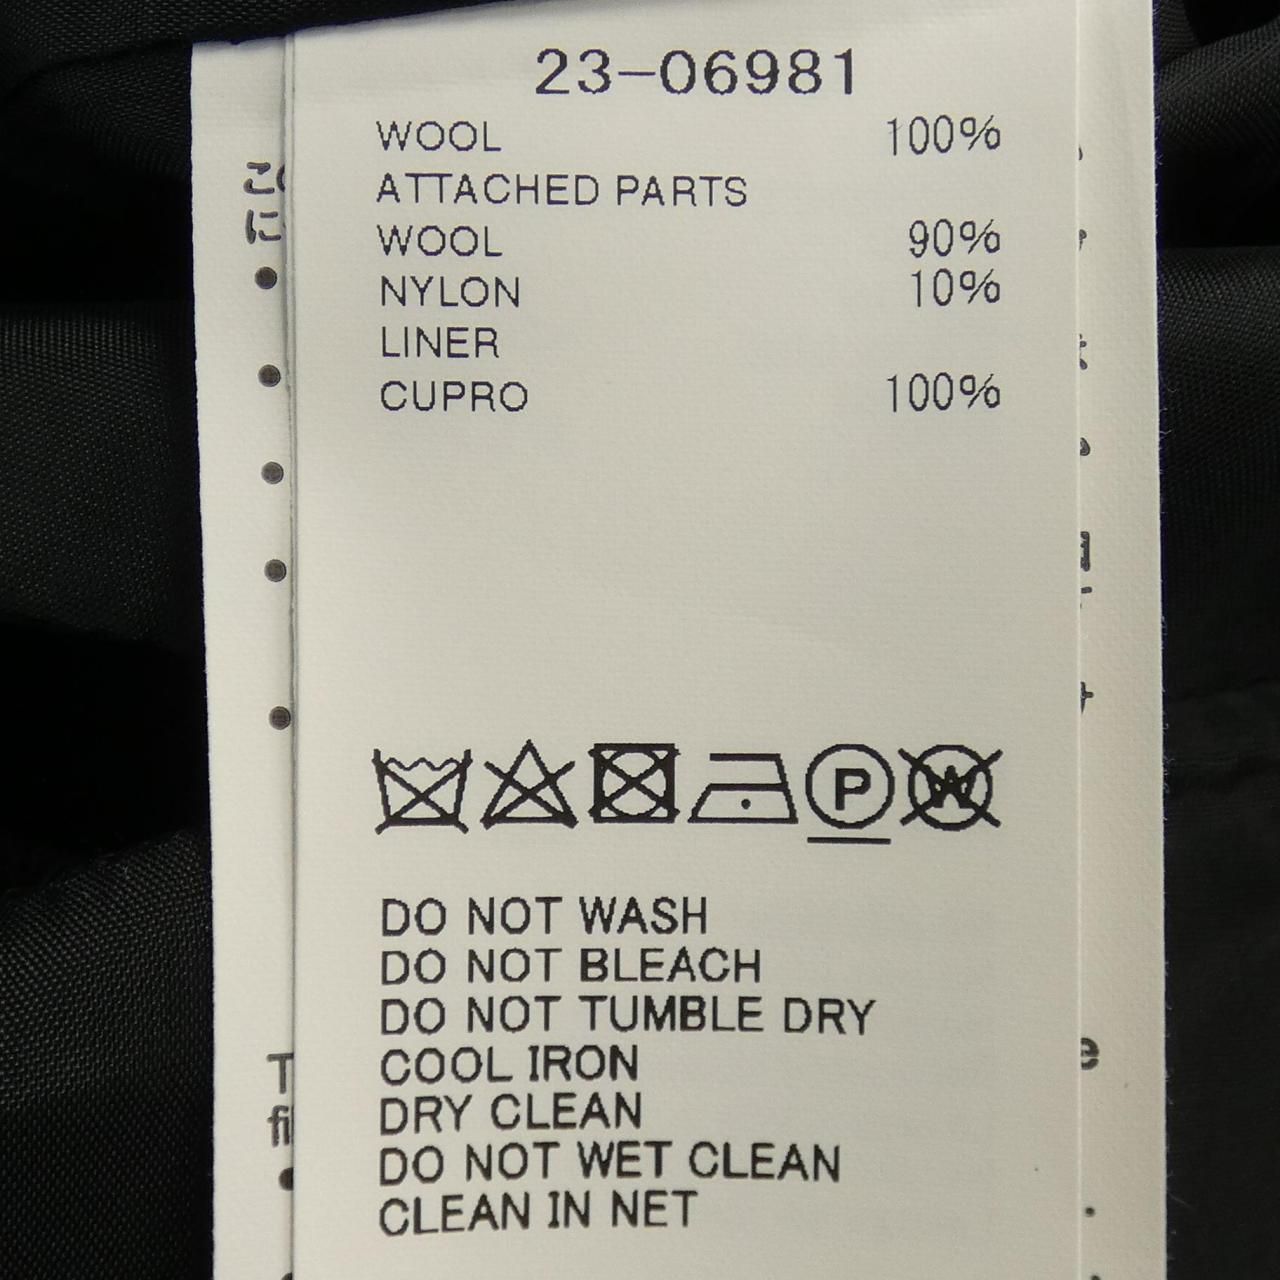 23-06981
WOOL 100%
ATTACHED PARTS
WOOL 90%
NYLON 10%
LINER
CUPRO 100%
P W
DO NOT WASH
DO NOT BLEACH
DO NOT TUMBLE DRY
COOL IRON
DRY CLEAN
DO NOT WET CLEAN
CLEAN IN NET